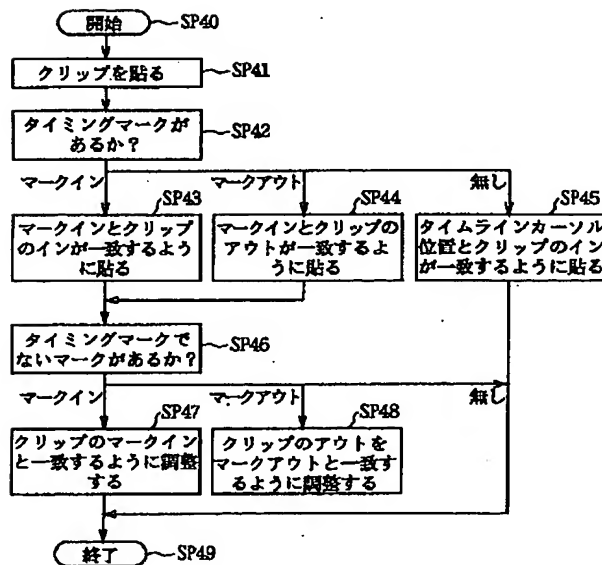 開始
SP40
クリップを貼る
SP41
タイミングマークが
あるか?
SP42
マークイン
マークアウト
無し
SP43
マークインとクリップ
のインが一致するよう
に貼る
SP44
マークインとクリップの
アウトが一致するよ
うに貼る
SP45
タイムラインカーソル
位置とクリップのイン
が一致するように貼る
タイミングマークで
ないマークがあるか?
SP46
マークイン
マークアウト
無し
SP47
クリップのマークイン
と一致するように調整
する
SP48
クリップのアウトを
マークアウトと一致す
るように調整する
終了
SP49